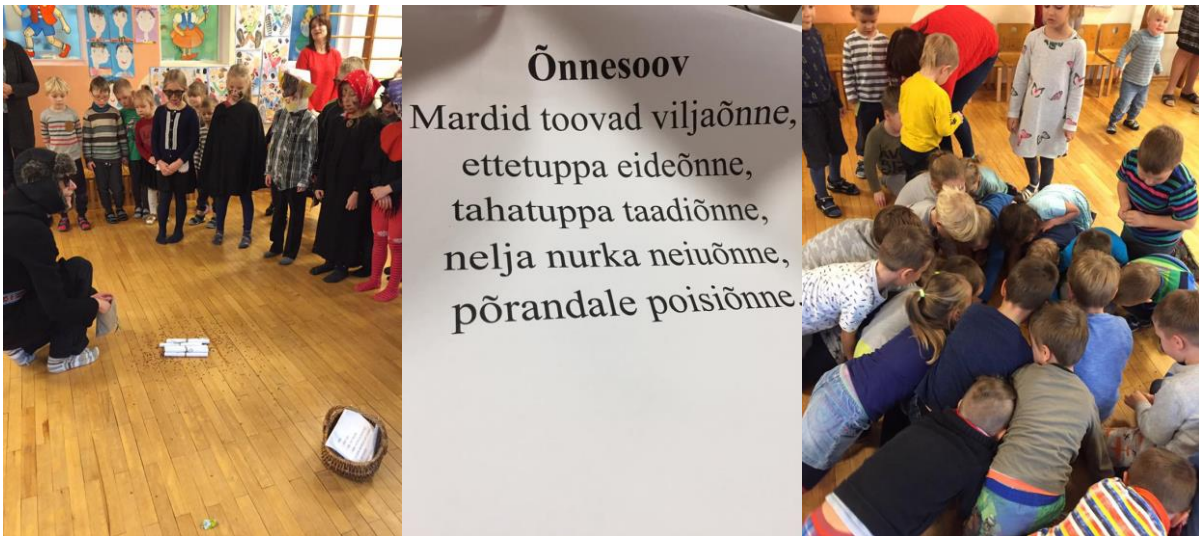 Õnnesoov
Mardid toovad viljaõnne,
ettetuppa eideõnne,
tahatuppa taadiõnne,
nelja nurka neiuõnne,
põrandale poisiõnne.